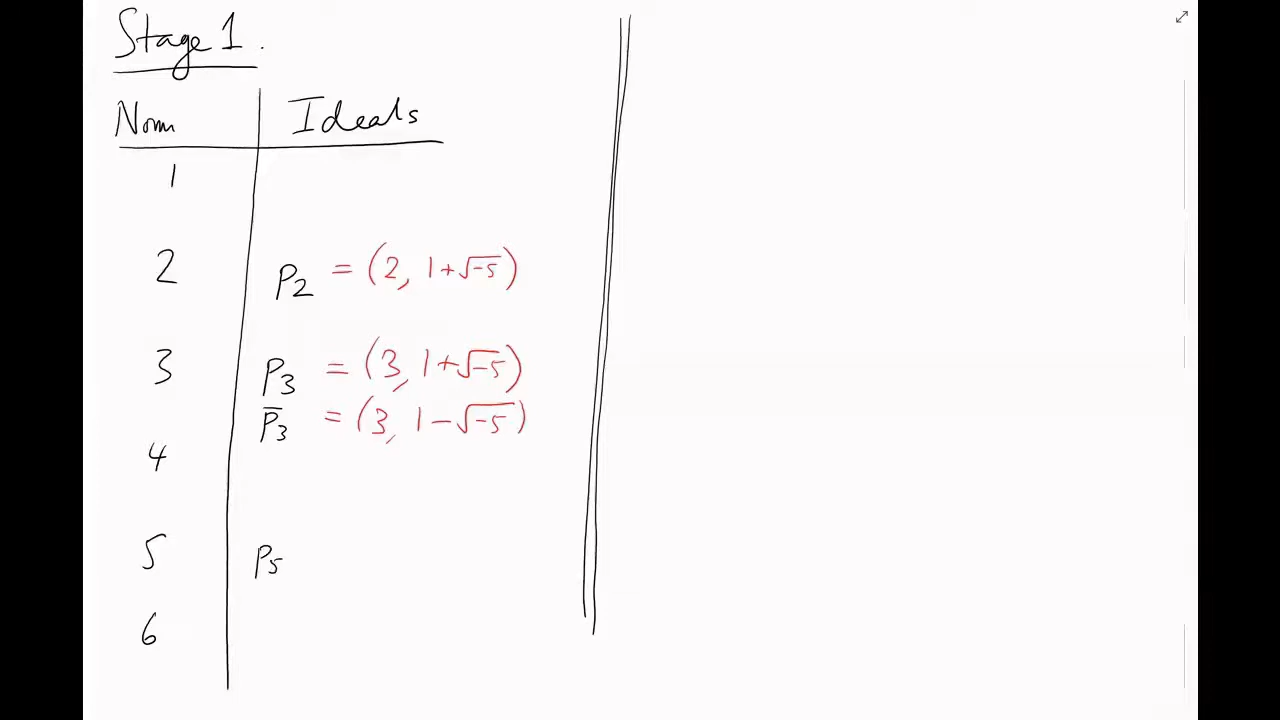 Stage 1.
Norm Ideals
1
2 p₂ = (2, 1+√-5)
3 p₃ = (3, 1+√-5)
p̅₃ = (3, 1-√-5)
4
5 p₅
6